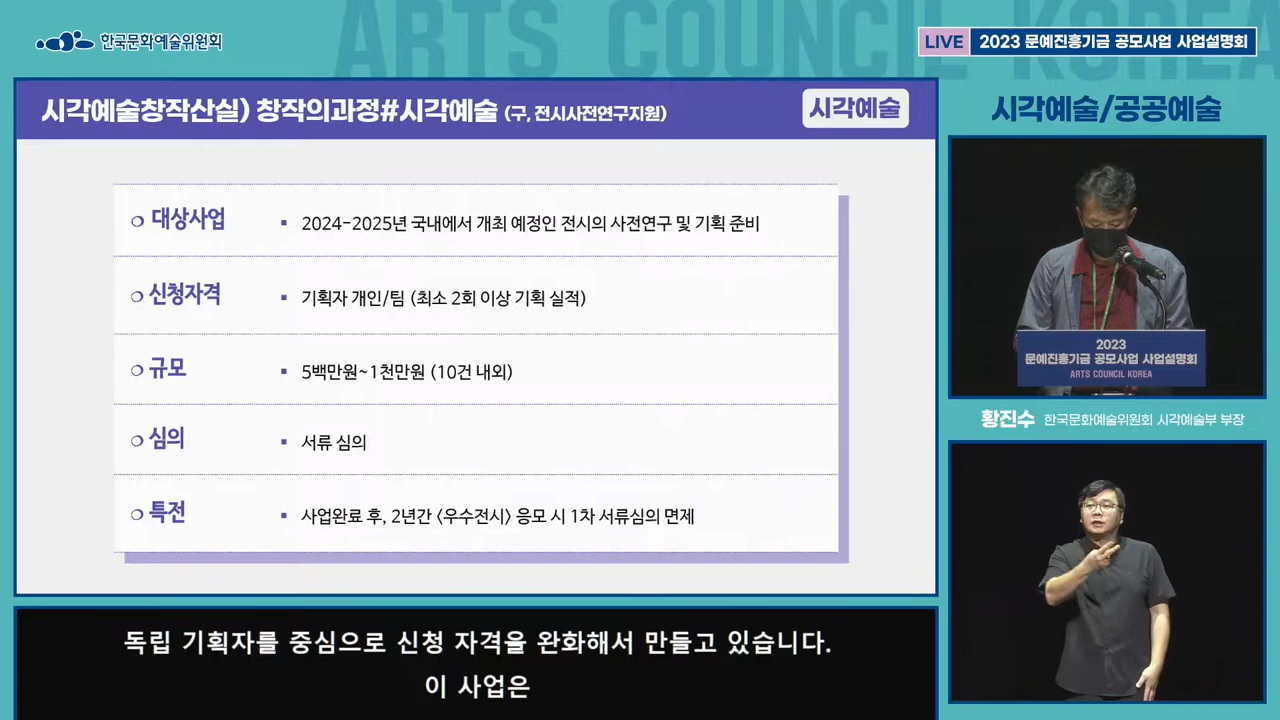 ARTS COUNCIL KOREA
한국문화예술위원회
LIVE 2023 문예진흥기금 공모사업 사업설명회
시각예술창작산실) 창작의과정#시각예술 (구, 전시사전연구지원)
시각예술
대상사업 ▪ 2024-2025년 국내에서 개최 예정인 전시의 사전연구 및 기획 준비
신청자격 ▪ 기획자 개인/팀 (최소 2회 이상 기획 실적)
규모 ▪ 5백만원~1천만원 (10건 내외)
심의 ▪ 서류 심의
특전 ▪ 사업완료 후, 2년간 <우수전시> 응모 시 1차 서류심의 면제
시각예술/공공예술
2023
문예진흥기금 공모사업 사업설명회
ARTS COUNCIL KOREA
황진수 한국문화예술위원회 시각예술부 부장
독립 기획자를 중심으로 신청 자격을 완화해서 만들고 있습니다.
이 사업은